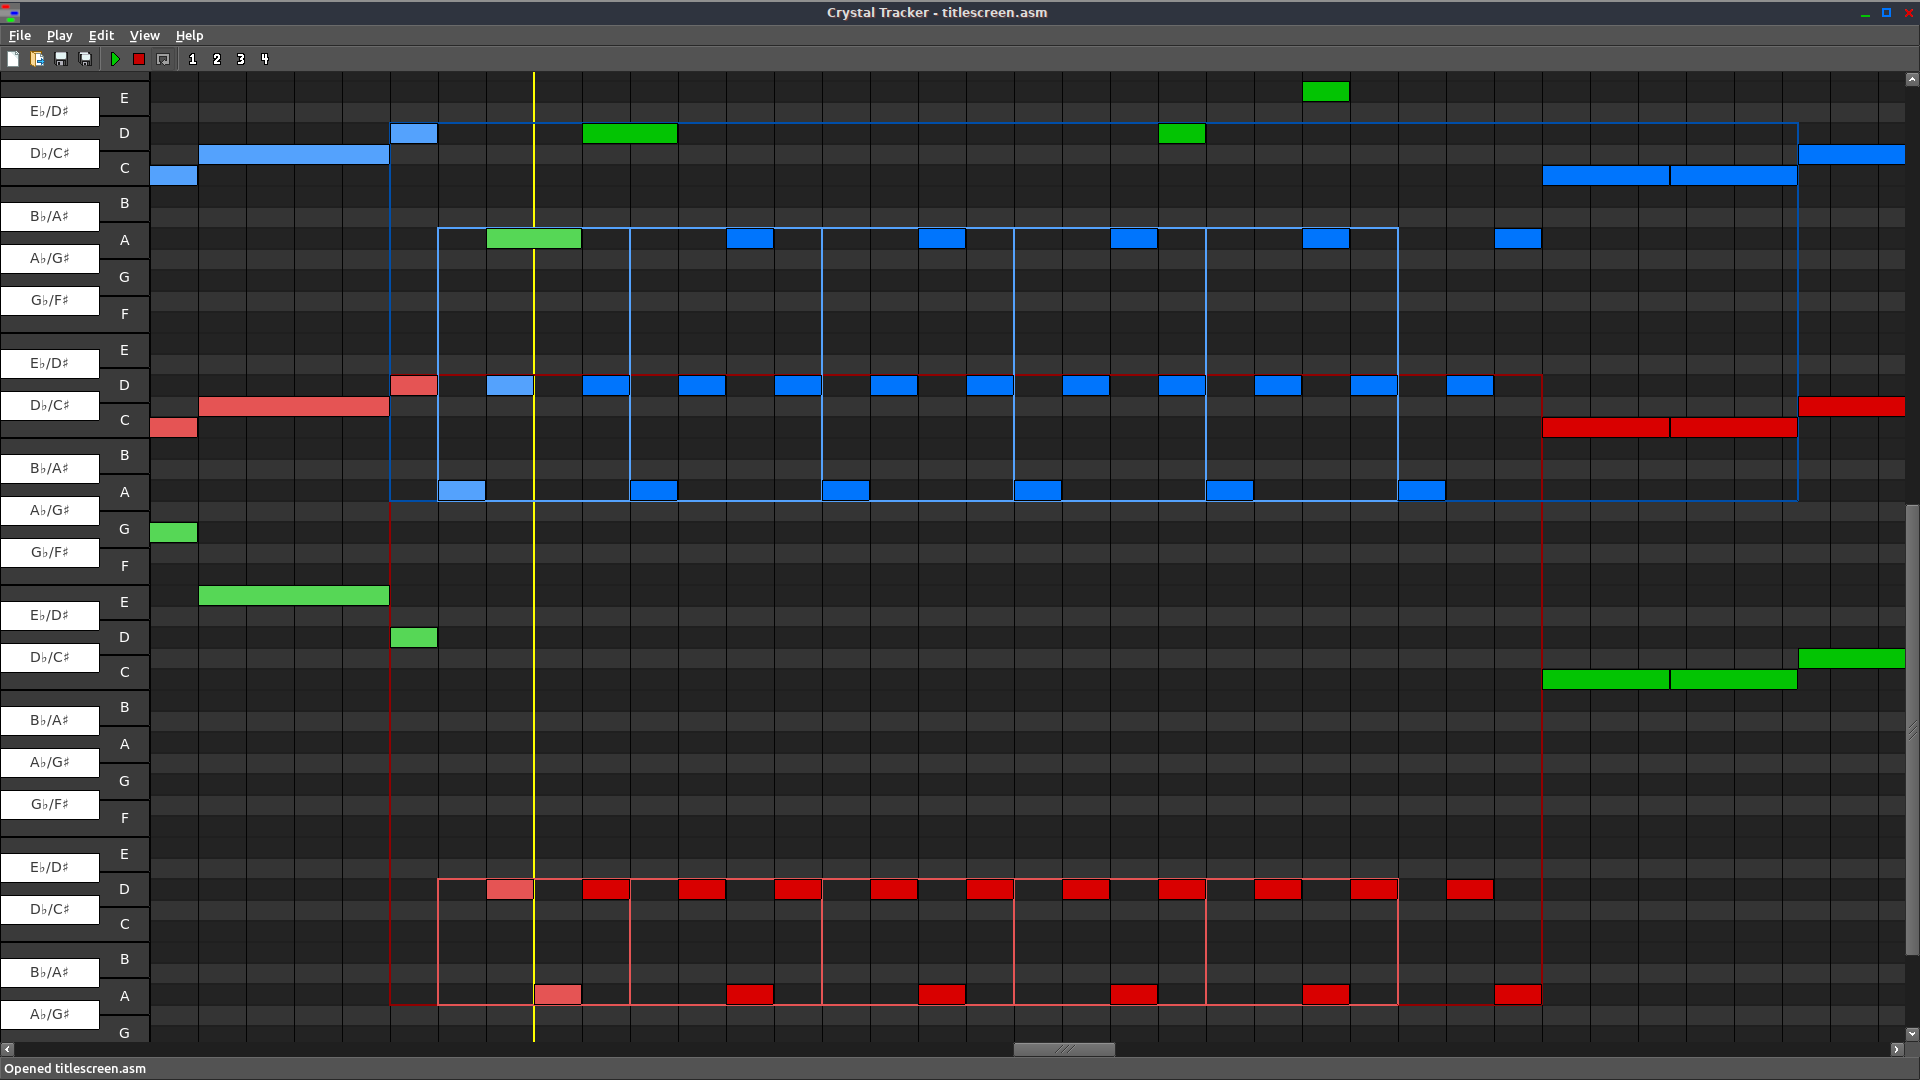 Crystal Tracker - titlescreen.asm
File Play Edit View Help
1 2 3 4
E
E♭/D♯
D
D♭/C♯
C
B
B♭/A♯
A
A♭/G♯
G
G♭/F♯
F
E
E♭/D♯
D
D♭/C♯
C
B
B♭/A♯
A
A♭/G♯
G
G♭/F♯
F
E
E♭/D♯
D
D♭/C♯
C
B
B♭/A♯
A
A♭/G♯
G
G♭/F♯
F
E
E♭/D♯
D
D♭/C♯
C
B
B♭/A♯
A
A♭/G♯
G
Opened titlescreen.asm